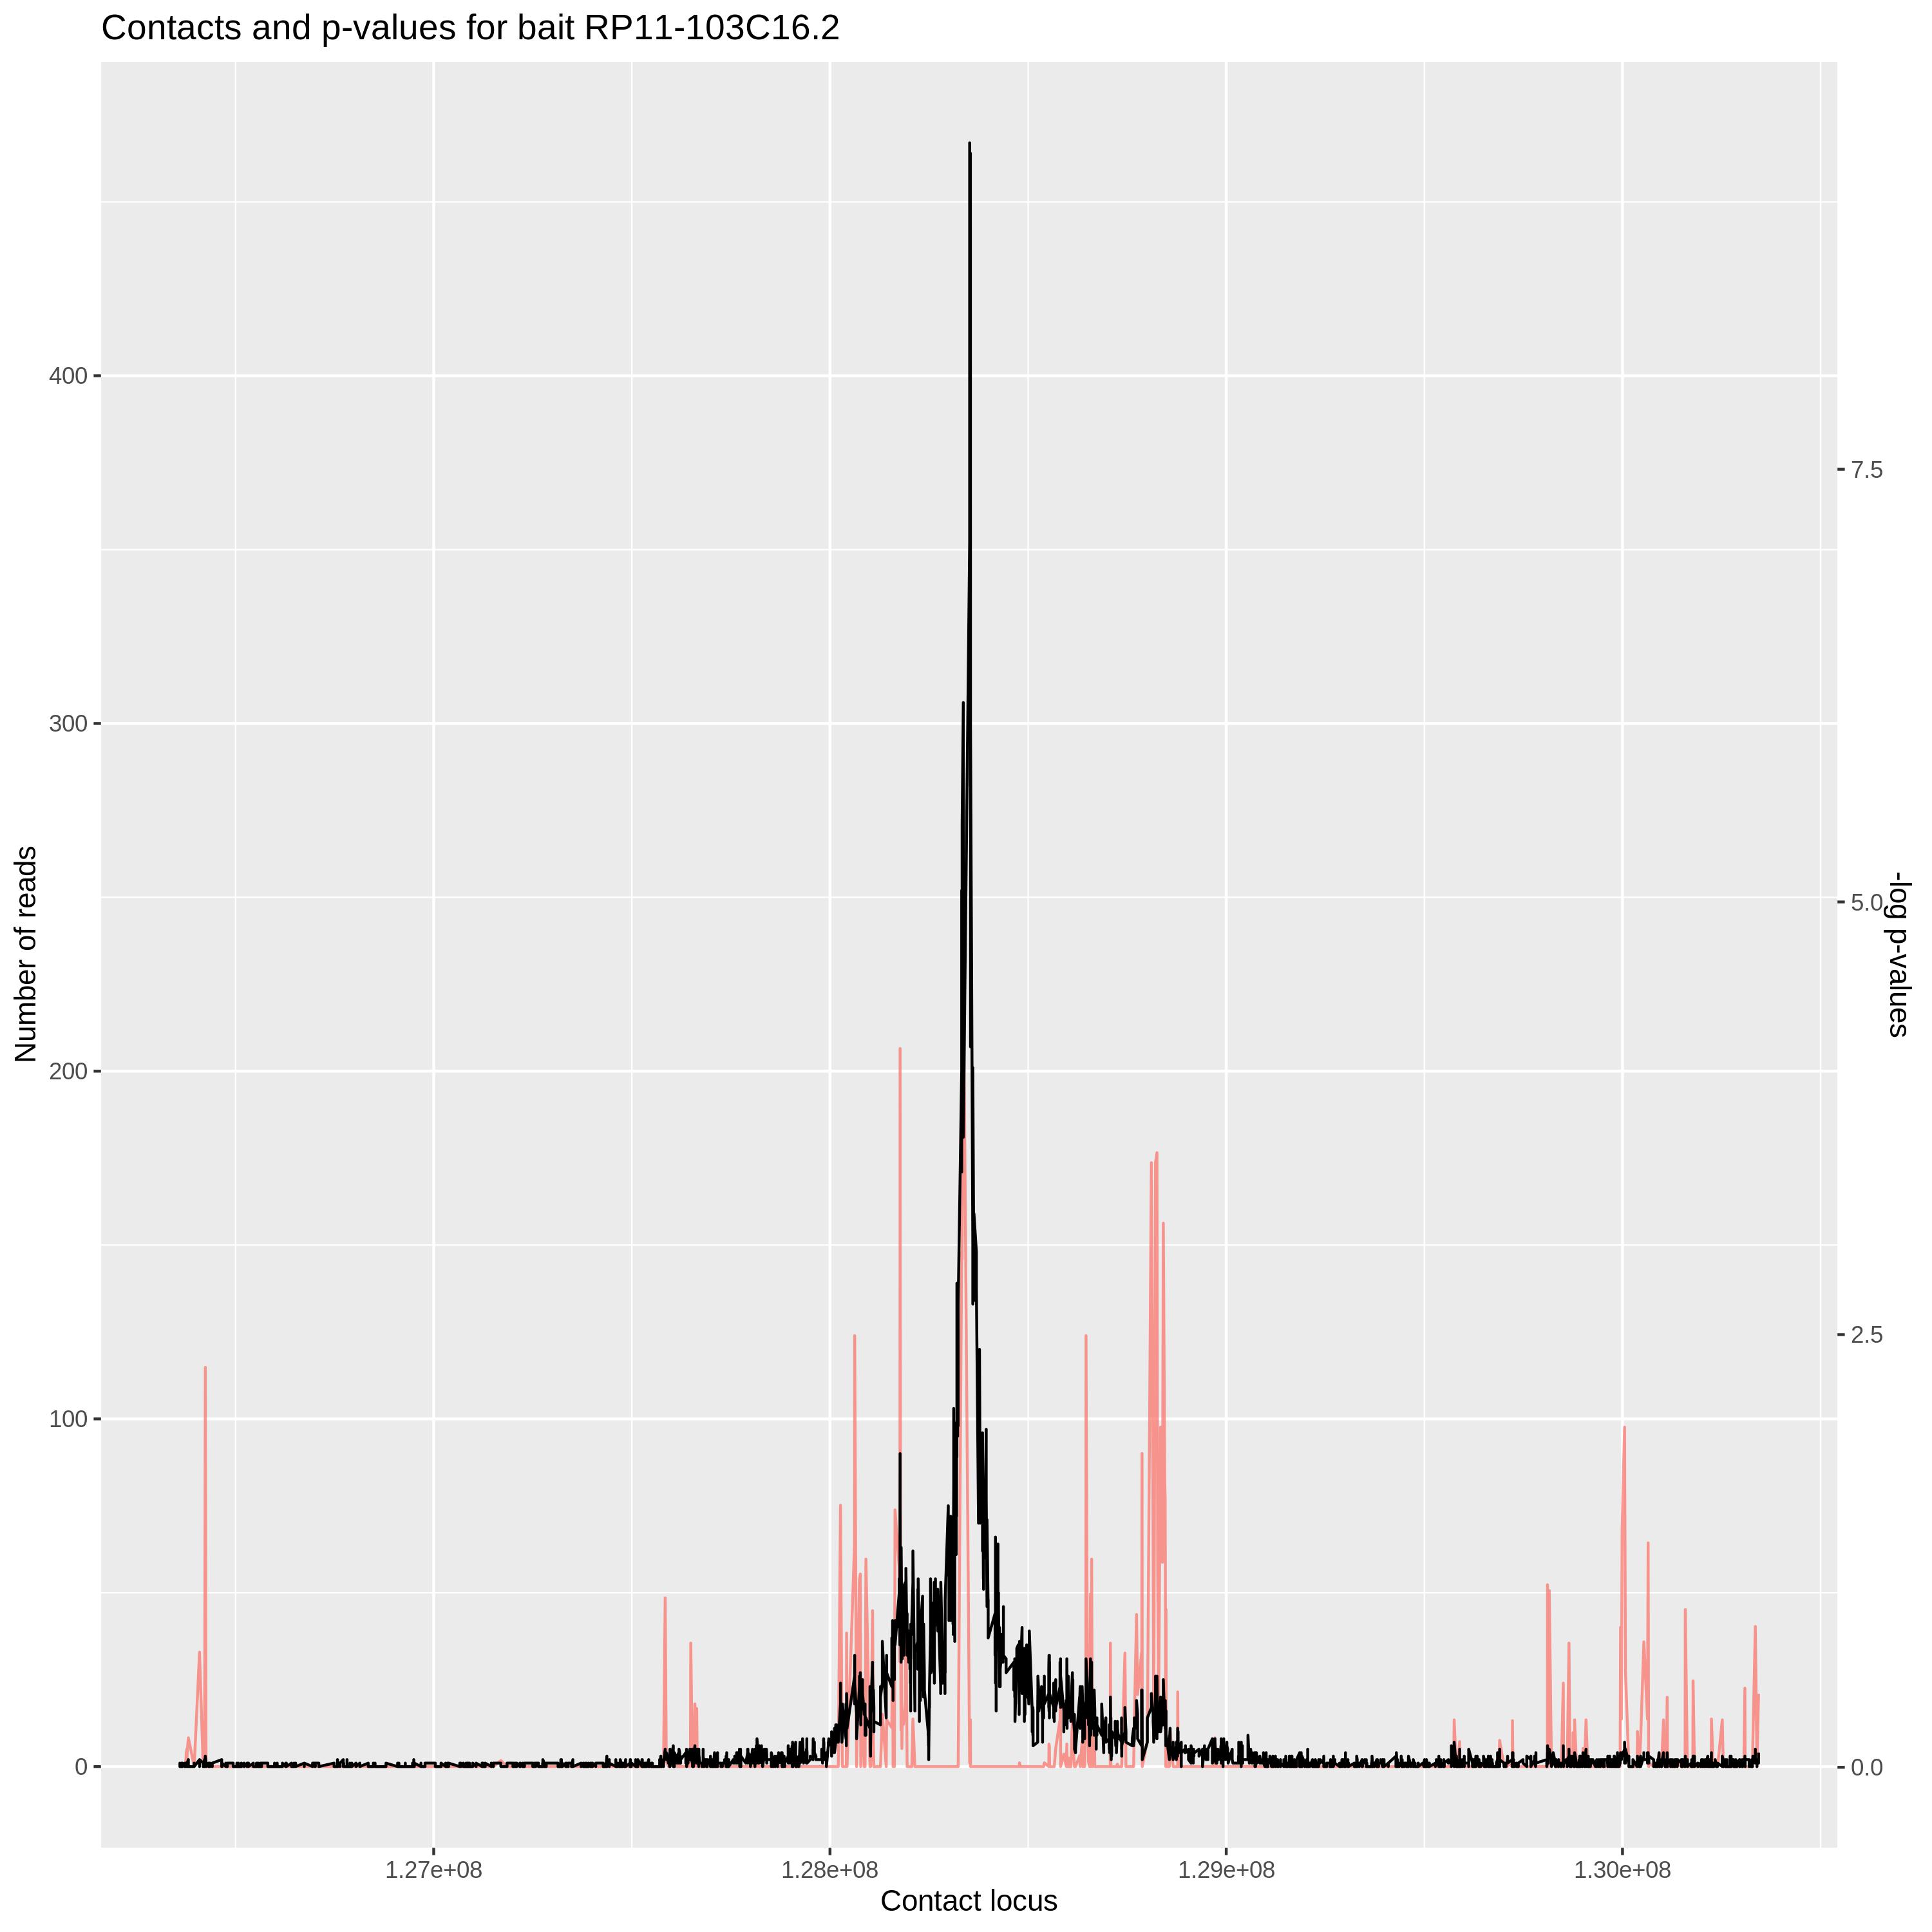 Contacts and p-values for bait RP11-103C16.2
400
300
200
100
0
Number of reads
7.5
5.0
2.5
0.0
-log p-values
1.27e+08
1.28e+08
1.29e+08
1.30e+08
Contact locus